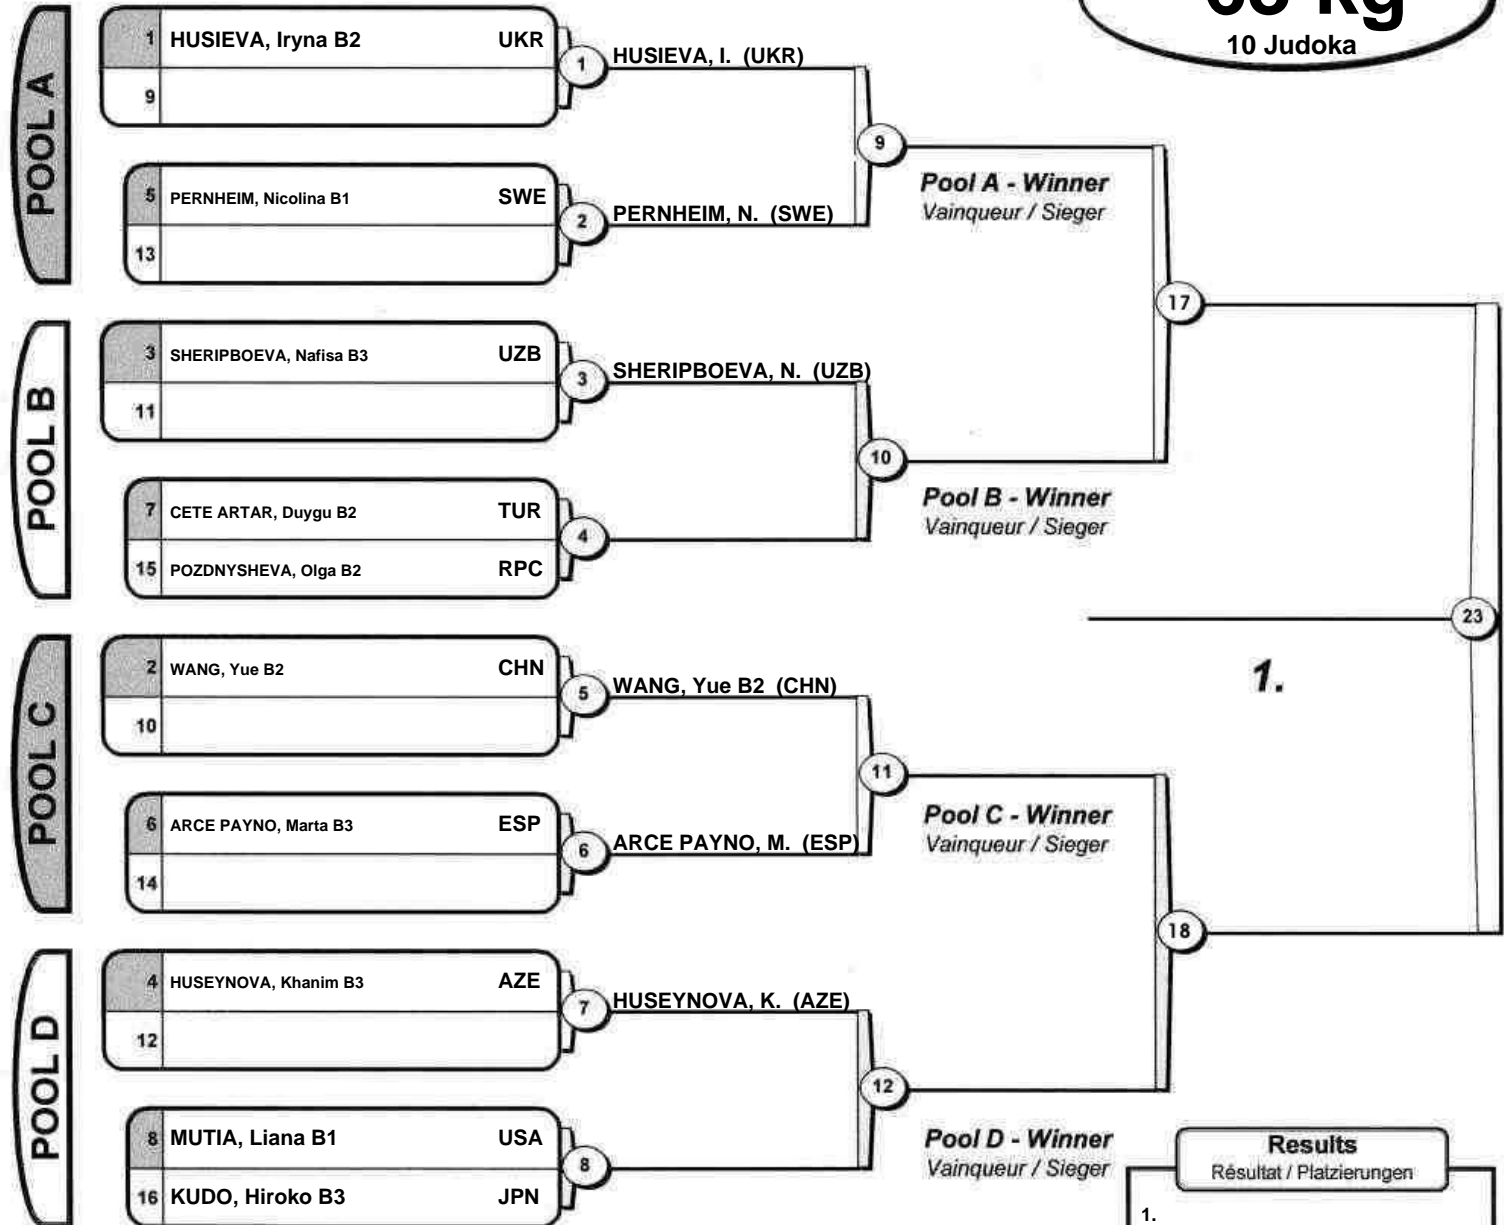 kg
10 Judoka
POOL A
1 HUSIEVA, Iryna B2 UKR
9
1
HUSIEVA, I. (UKR)
5 PERNHEIM, Nicolina B1 SWE
13
2
PERNHEIM, N. (SWE)
9
Pool A - Winner
Vainqueur / Sieger
17
POOL B
3 SHERIPBOEVA, Nafisa B3 UZB
11
3
SHERIPBOEVA, N. (UZB)
7 CETE ARTAR, Duygu B2 TUR
15 POZDNYSHEVA, Olga B2 RPC
4
10
Pool B - Winner
Vainqueur / Sieger
23
1.
POOL C
2 WANG, Yue B2 CHN
10
5
WANG, Yue B2 (CHN)
6 ARCE PAYNO, Marta B3 ESP
14
6
ARCE PAYNO, M. (ESP)
11
Pool C - Winner
Vainqueur / Sieger
18
POOL D
4 HUSEYNOVA, Khanim B3 AZE
12
7
HUSEYNOVA, K. (AZE)
8 MUTIA, Liana B1 USA
16 KUDO, Hiroko B3 JPN
8
12
Pool D - Winner
Vainqueur / Sieger
Results
Résultat / Platzierungen
1.